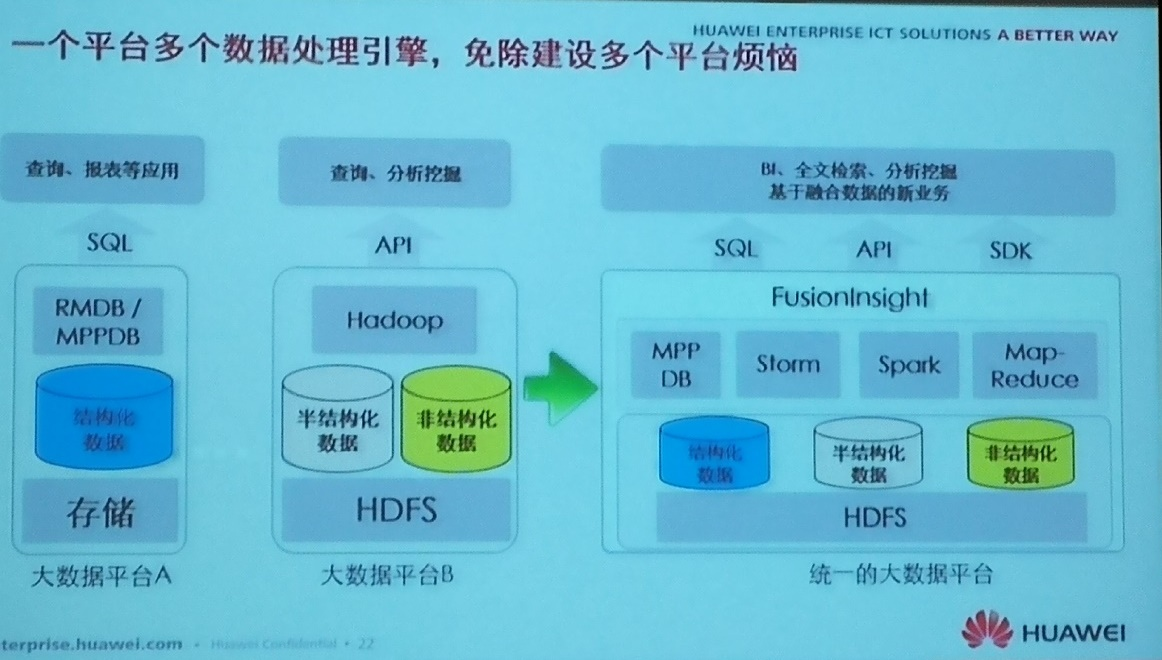 HUAWEI ENTERPRISE ICT SOLUTIONS A BETTER WAY
一个平台多个数据处理引擎，免除建设多个平台烦恼
查询、报表等应用
SQL
RMDB /
MPPDB
结构化
数据
存储
大数据平台A
查询、分析挖掘
API
Hadoop
半结构化
数据
非结构化
数据
HDFS
大数据平台B
BI、全文检索、分析挖掘
基于融合数据的新业务
SQL API SDK
FusionInsight
MPP
DB
Storm
Spark
Map-
Reduce
结构化
数据
半结构化
数据
非结构化
数据
HDFS
统一的大数据平台
terprise.huawei.com • Huawei Confidential • 22
HUAWEI